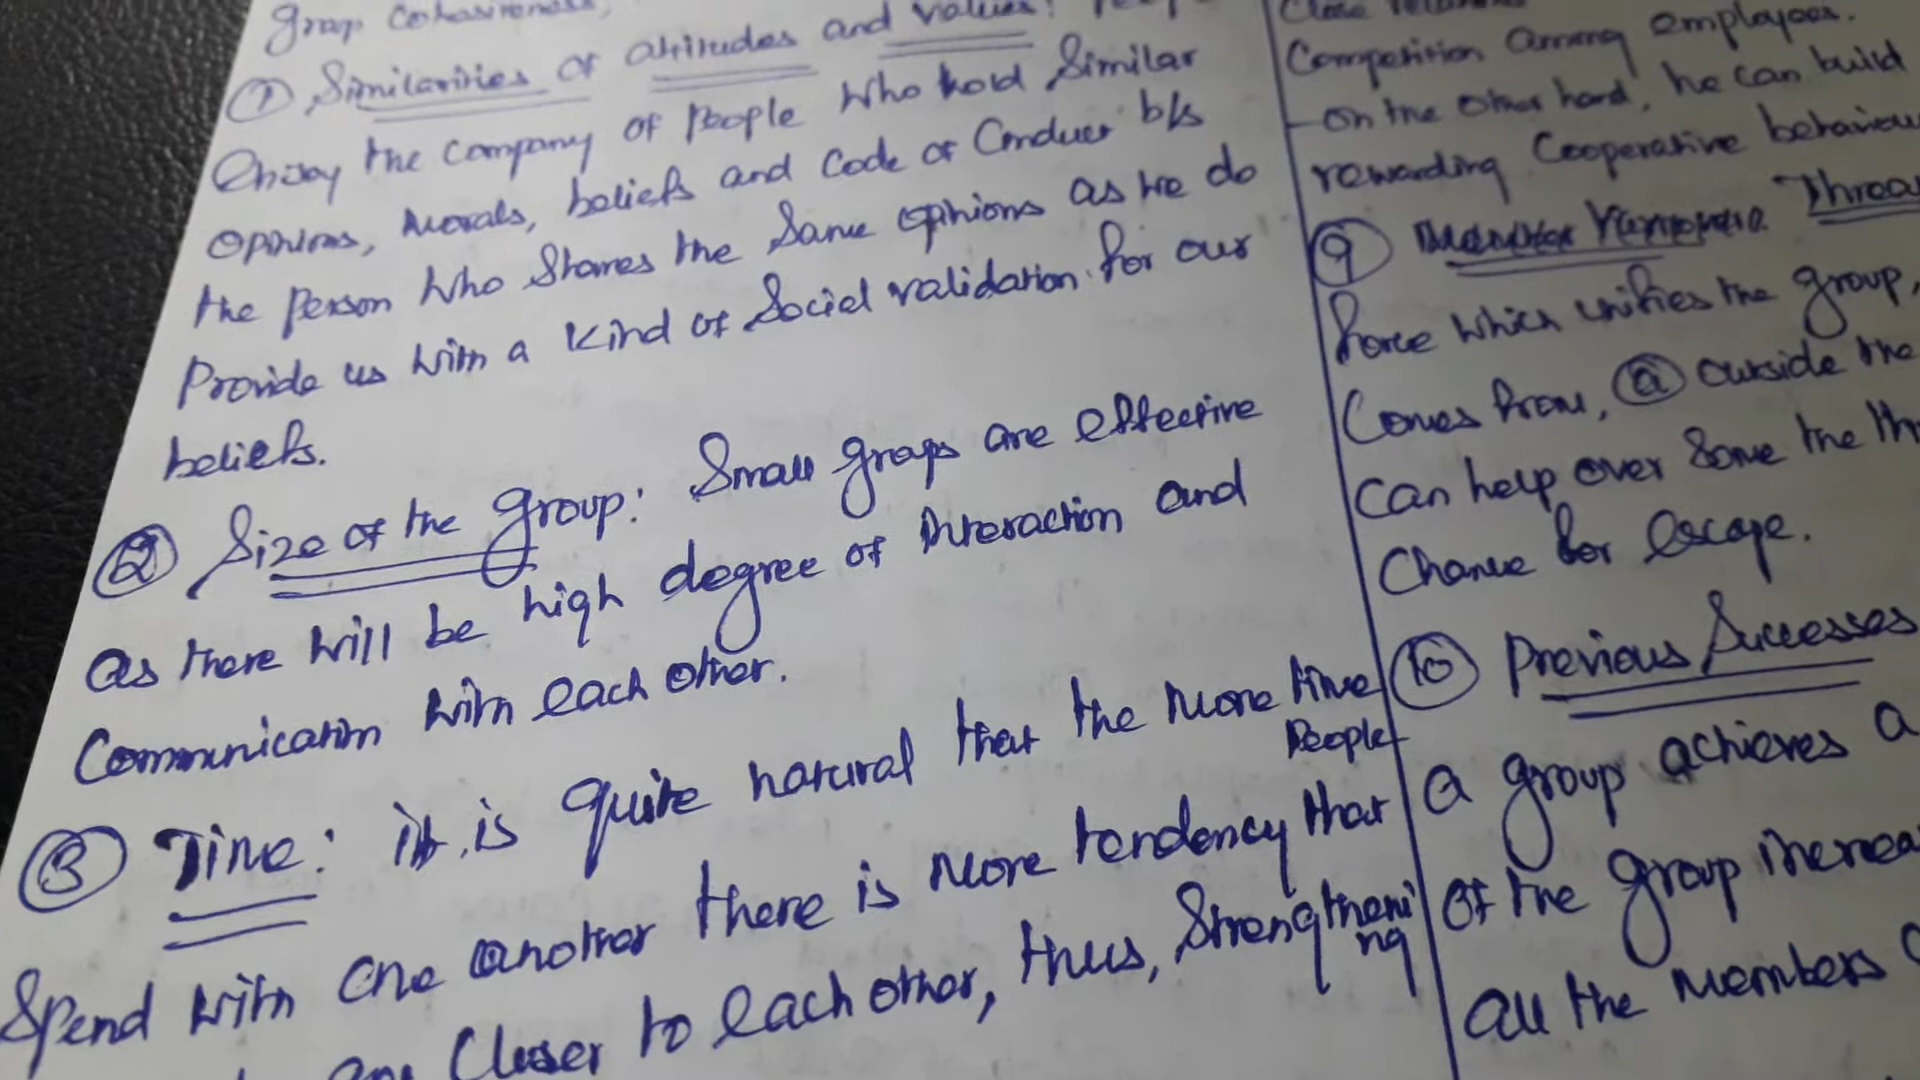 group cohesiveness,
① Similarities of attitudes and values:
enjoy the company of people who hold similar
opinions, morals, beliefs and code of conduct b/s
the person who shares the same opinions as we do
provide us with a kind of social validation for our
beliefs.
② Size of the group: Small groups are effective
as there will be high degree of interaction and
communication with each other.
③ Time: it is quite natural that the more time
People
spend with one another there is more tendency that
closer to each other, thus, strengtheni
ng
Competition among employees.
- on the other hand, he can build
rewarding cooperative behaviour
⑨ Threa
force which unifies the group,
comes from, ⓐ outside the
can help over some the thr
chance for escape.
⑩ Previous Successes
a group achieves a
of the group increa
all the members